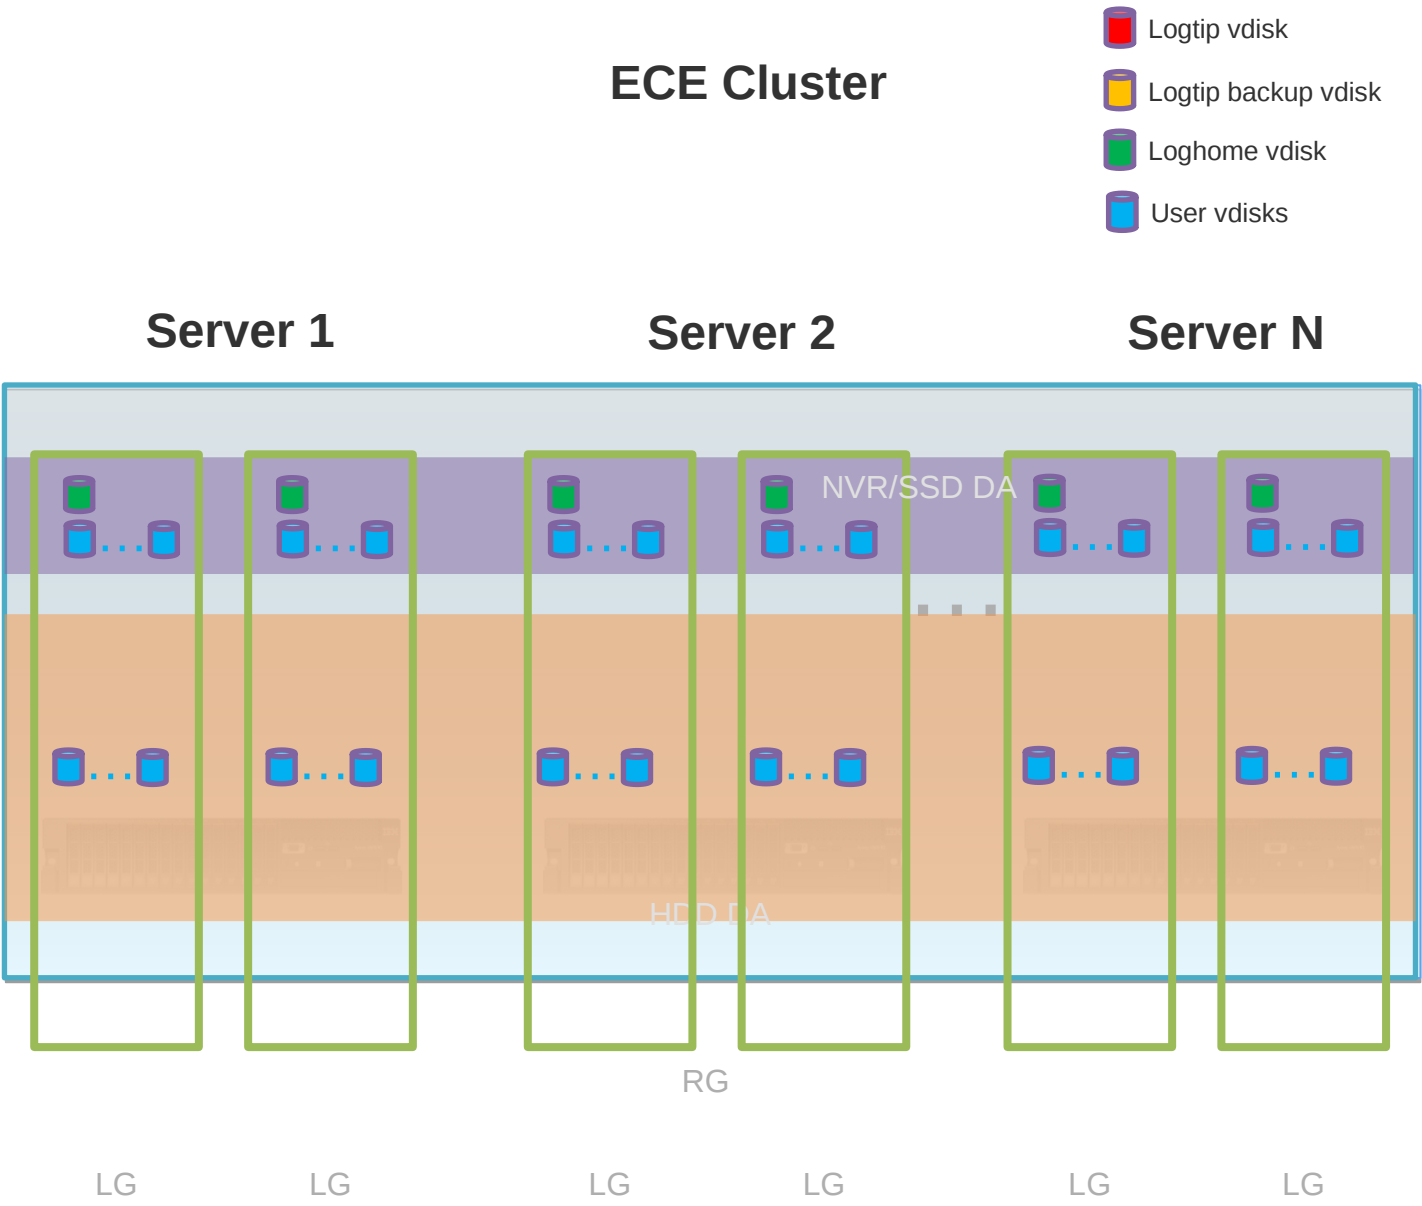 Logtip vdisk
ECE Cluster
Logtip backup vdisk
Loghome vdisk
User vdisks
Server 1
Server 2
Server N
NVR/SSD DA
...
HDD DA
RG
LG
LG
LG
LG
LG
LG